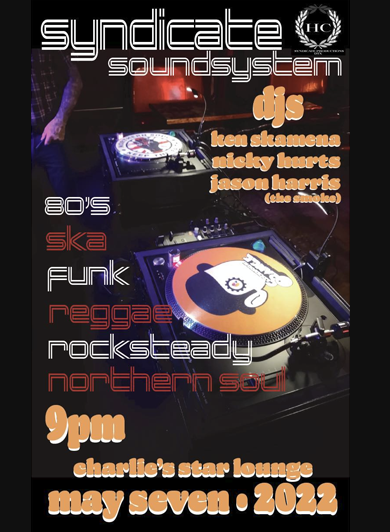 syndicate
HC
soundsystem
djs
ken skamena
nicky hurts
jason harris
(the smoke)
80's
ska
funk
reggae
rocksteady
northern soul
9pm
charlie's star lounge
may seven • 2022